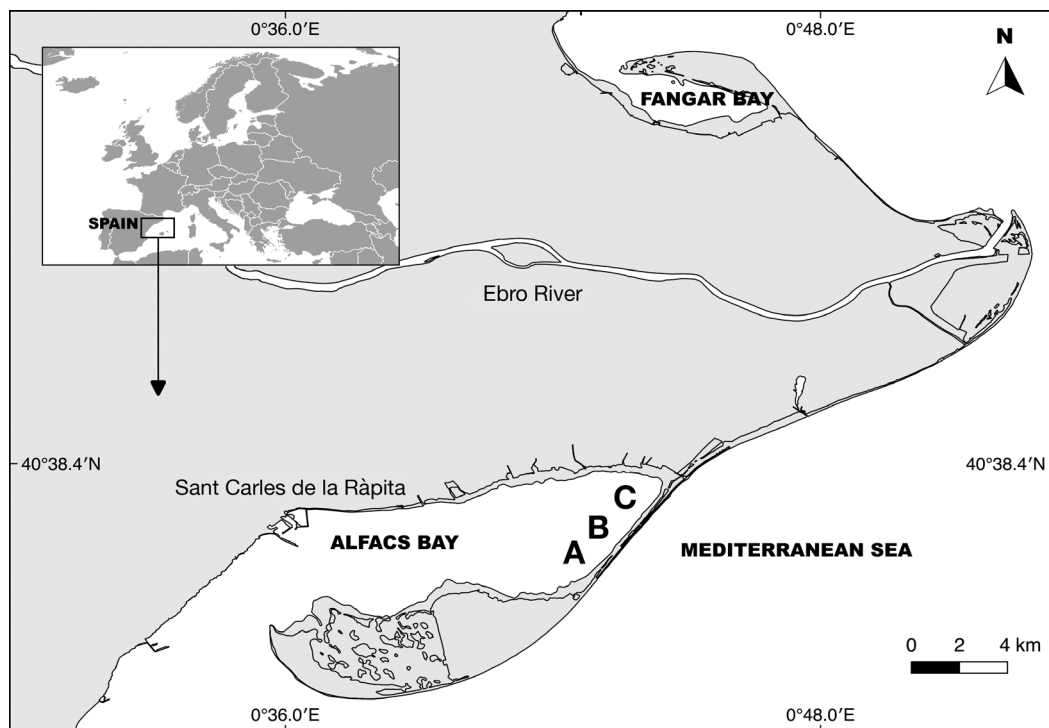 0°36.0′E
0°48.0′E
N
FANGAR BAY
SPAIN
Ebro River
40°38.4′N
40°38.4′N
Sant Carles de la Ràpita
C
B
A
ALFACS BAY
MEDITERRANEAN SEA
0 2 4 km
0°36.0′E
0°48.0′E